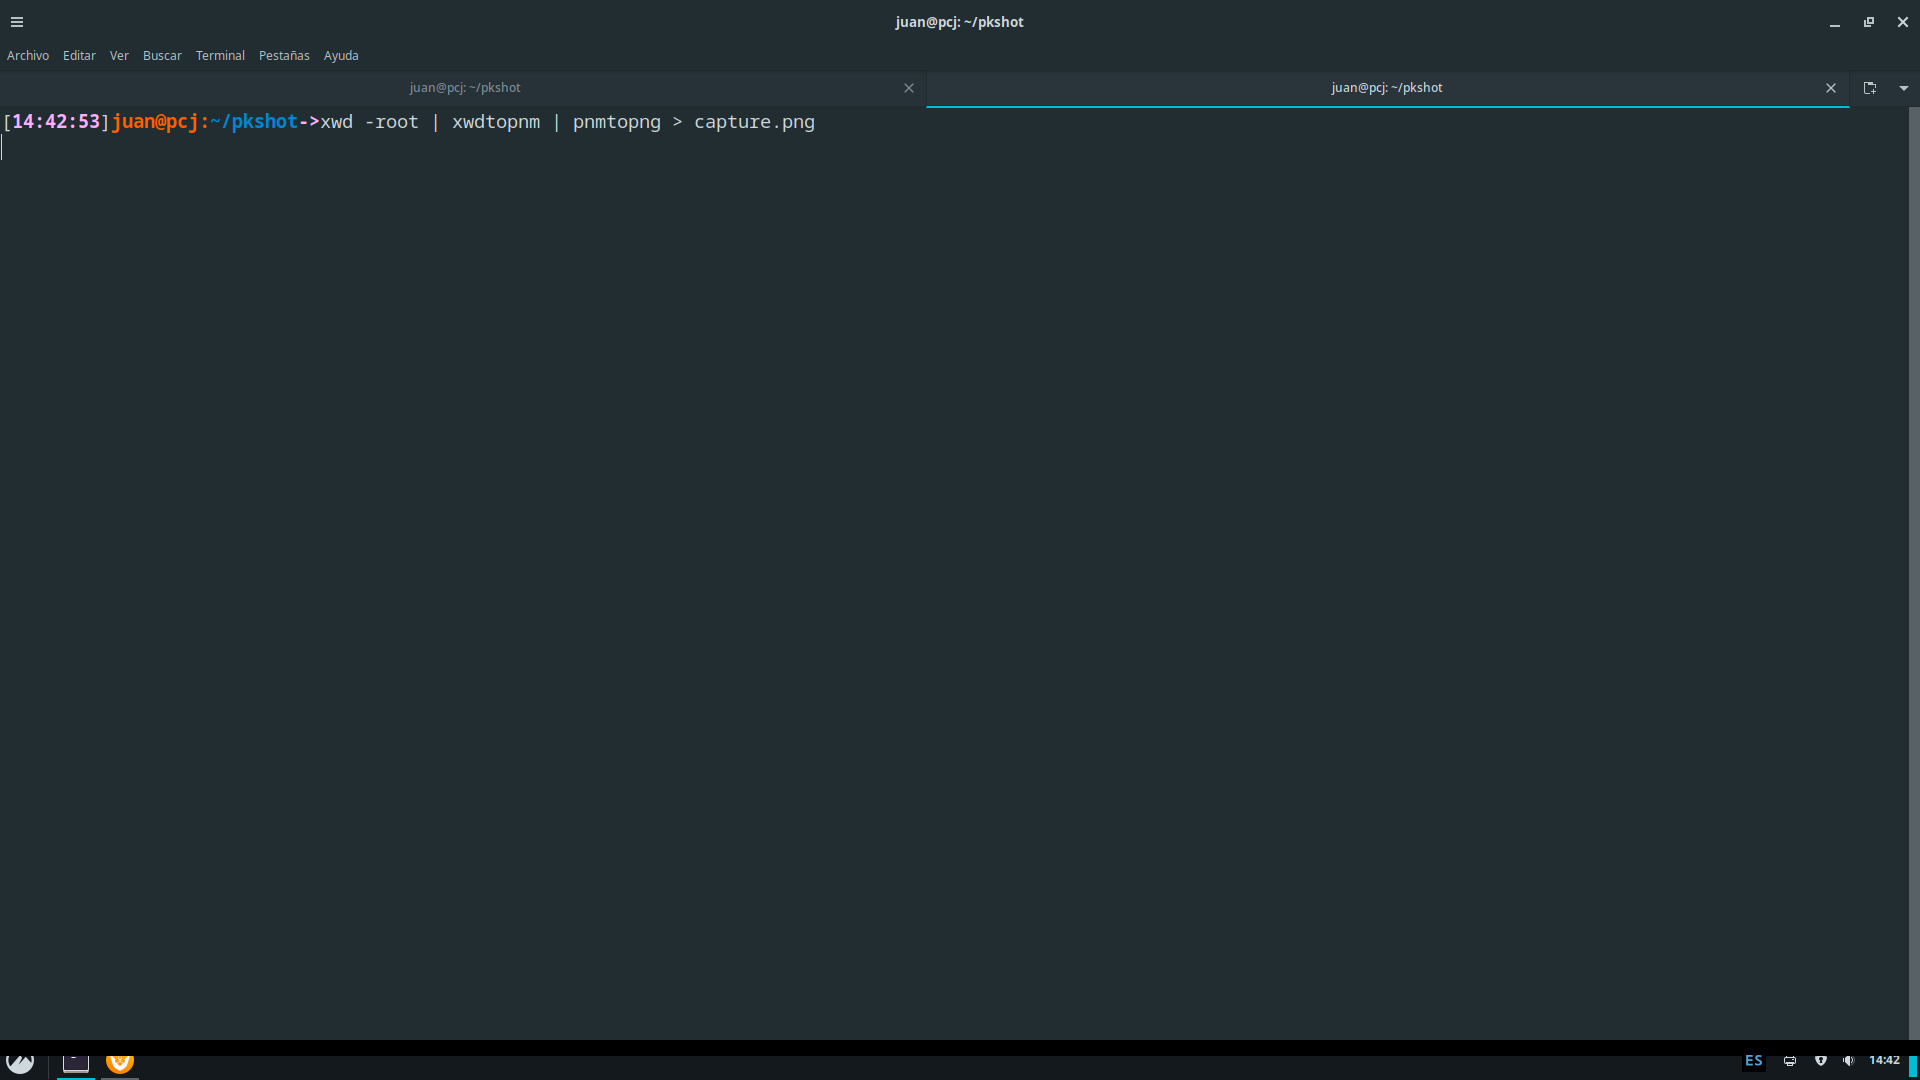 juan@pcj: ~/pkshot
Archivo Editar Ver Buscar Terminal Pestañas Ayuda
juan@pcj: ~/pkshot juan@pcj: ~/pkshot
[14:42:53]juan@pcj:~/pkshot->xwd -root | xwdtopnm | pnmtopng > capture.png
ES 14:42